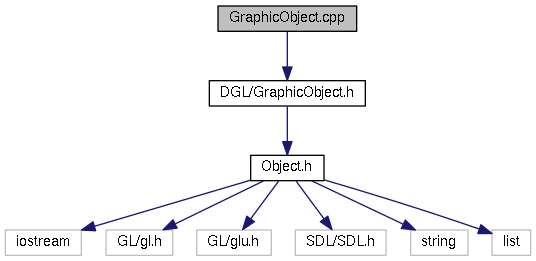 GraphicObject.cpp
DGL/GraphicObject.h
Object.h
iostream
GL/gl.h
GL/glu.h
SDL/SDL.h
string
list